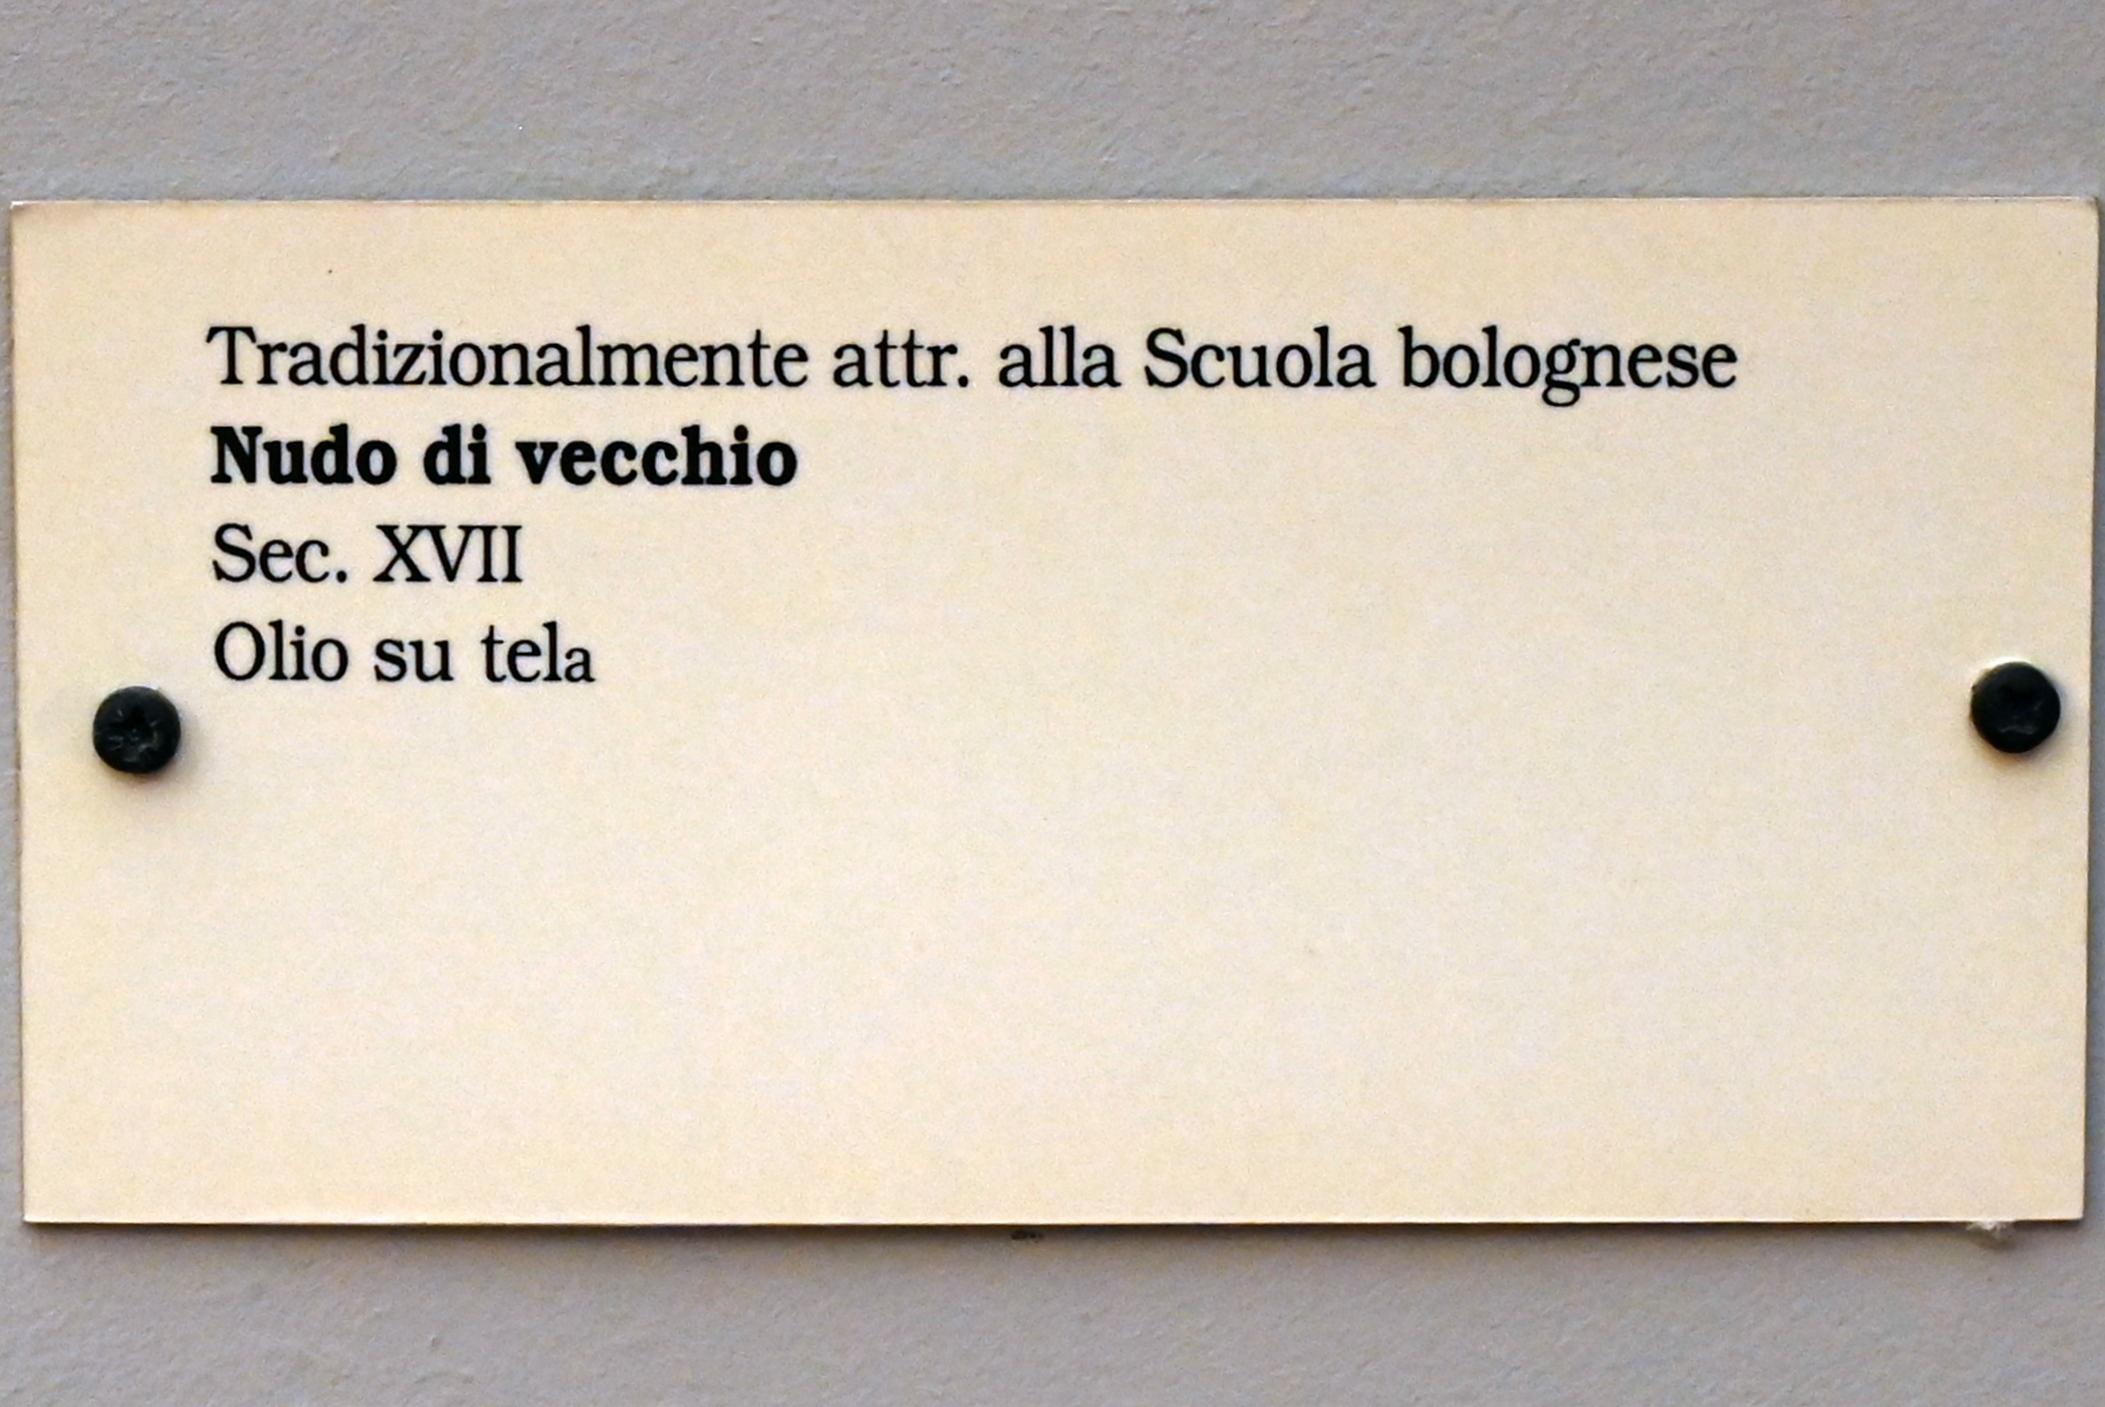 Tradizionalmente attr. alla Scuola bolognese
Nudo di vecchio
Sec. XVII
Olio su tela